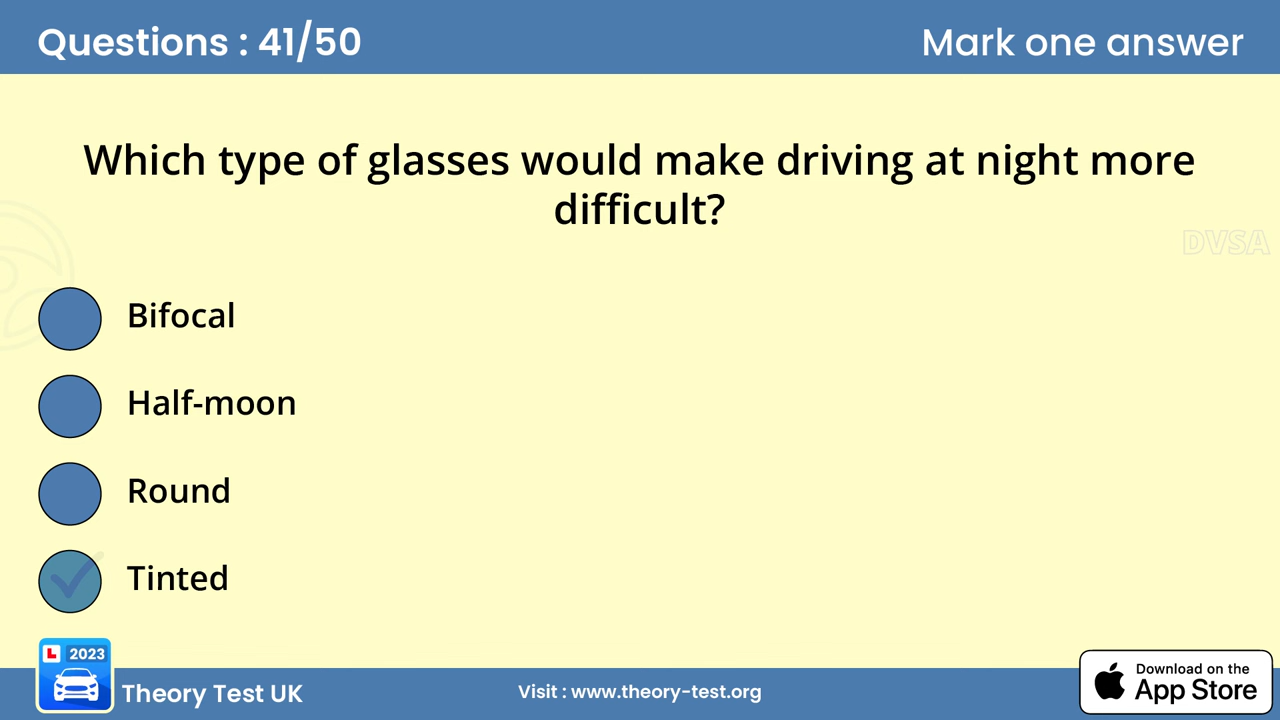 Questions : 41/50
Mark one answer
Which type of glasses would make driving at night more
difficult?
DVSA
Bifocal
Half-moon
Round
Tinted
L 2023
Theory Test UK
Visit : www.theory-test.org
Download on the
App Store